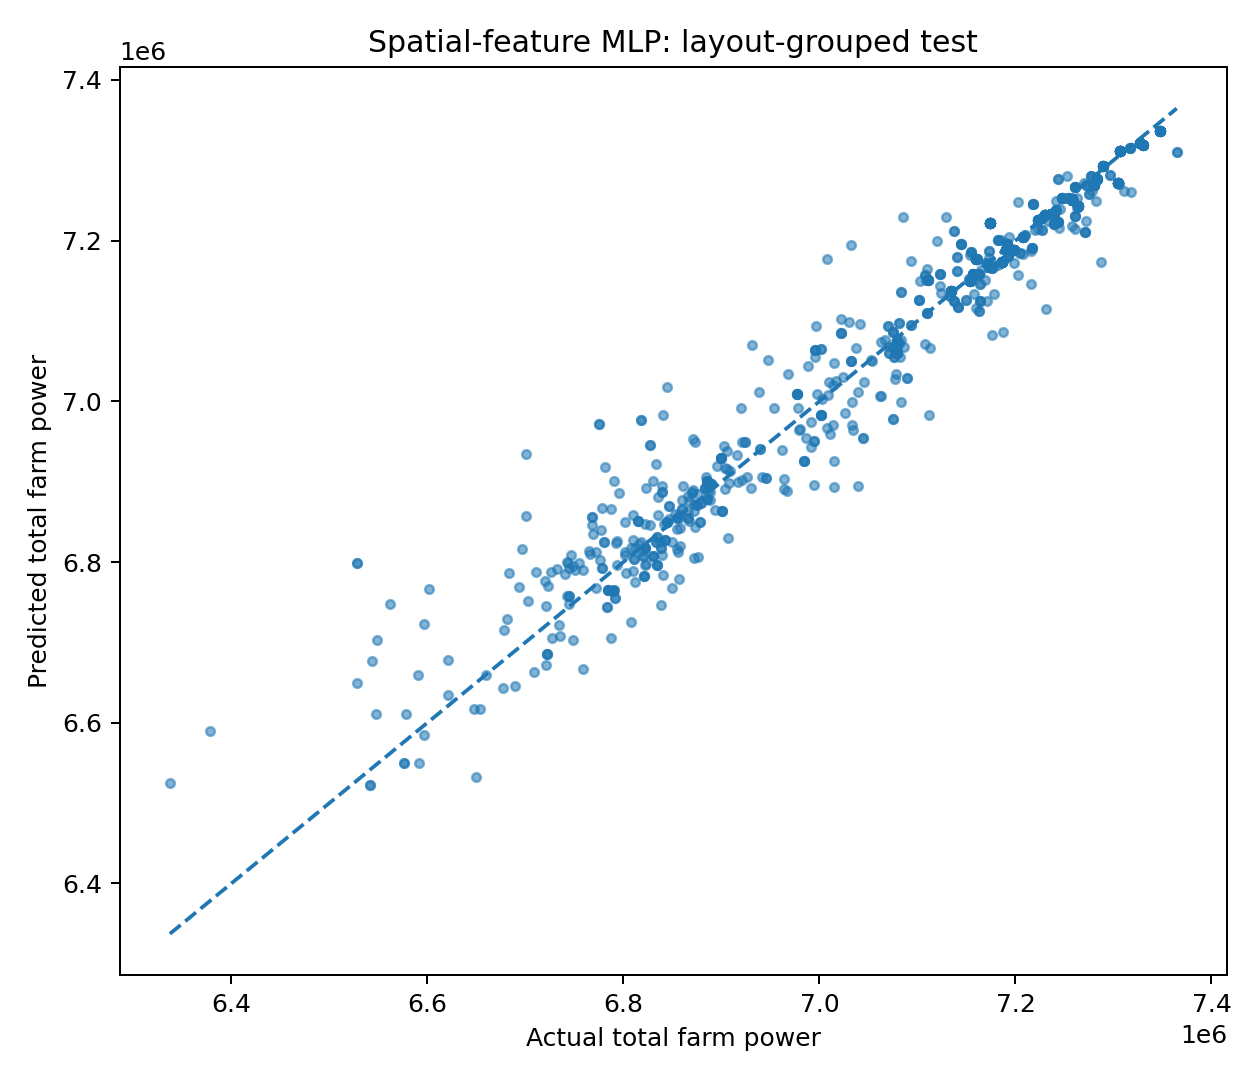 Spatial-feature MLP: layout-grouped test
1e6
7.4
7.2
7.0
6.8
6.6
6.4
Predicted total farm power
6.4 6.6 6.8 7.0 7.2 7.4
1e6
Actual total farm power